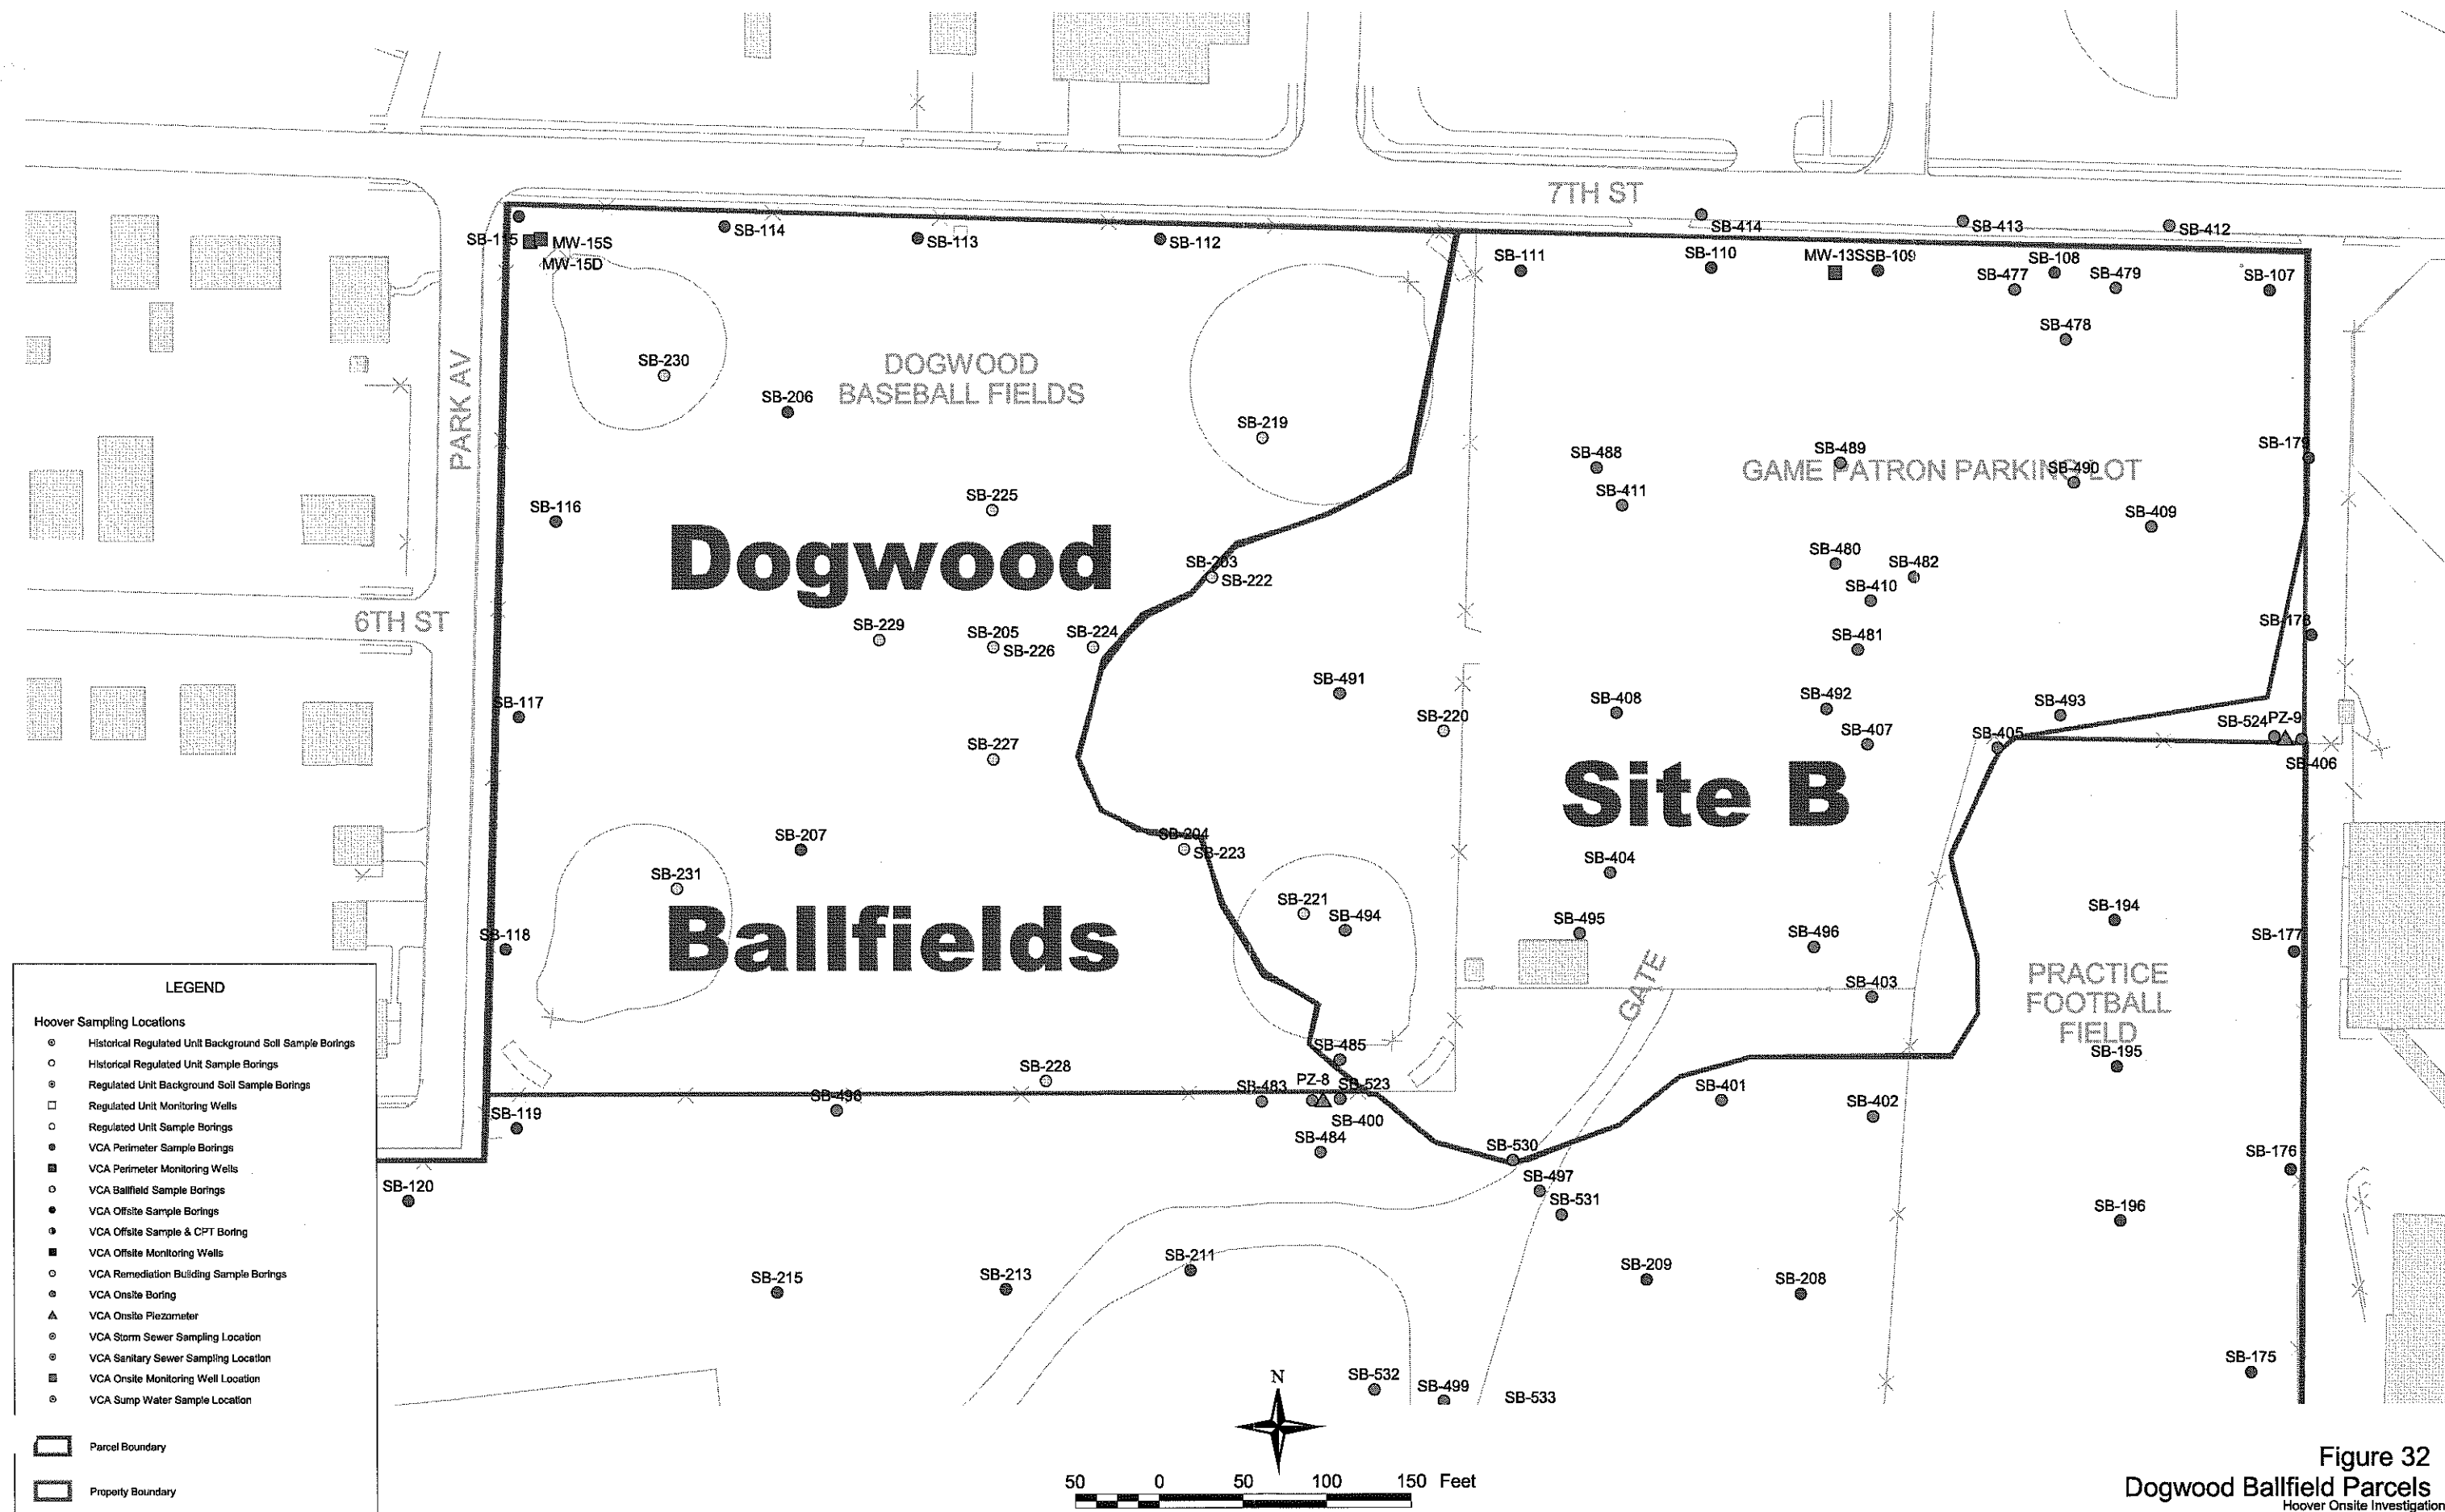 7TH ST
SB-414
SB-413
SB-412
SB-115
MW-15S
MW-15D
SB-114
SB-113
SB-112
SB-111
SB-110
MW-13S
SB-109
SB-477
SB-108
SB-479
SB-107
SB-478
PARK AV
SB-230
SB-206
DOGWOOD
BASEBALL FIELDS
SB-219
SB-488
SB-489
GAME PATRON PARKING LOT
SB-490
SB-179
SB-411
SB-409
SB-116
SB-225
Dogwood
SB-203
SB-222
SB-480
SB-482
SB-410
6TH ST
SB-229
SB-205
SB-226
SB-224
SB-481
SB-178
SB-491
SB-408
SB-492
SB-493
SB-117
SB-220
SB-407
SB-405
SB-524
PZ-9
SB-406
SB-227
Site B
SB-207
SB-204
SB-223
SB-404
SB-231
SB-221
SB-494
SB-495
SB-496
SB-194
SB-177
SB-118
Ballfields
GATE
SB-403
PRACTICE
FOOTBALL
FIELD
SB-195
SB-485
SB-228
SB-483
PZ-8
SB-523
SB-400
SB-401
SB-402
SB-119
SB-498
SB-484
SB-530
SB-176
SB-120
SB-497
SB-531
SB-196
SB-215
SB-213
SB-211
SB-209
SB-208
SB-175
SB-532
SB-499
SB-533
LEGEND
Hoover Sampling Locations
Historical Regulated Unit Background Soil Sample Borings
Historical Regulated Unit Sample Borings
Regulated Unit Background Soil Sample Borings
Regulated Unit Monitoring Wells
Regulated Unit Sample Borings
VCA Perimeter Sample Borings
VCA Perimeter Monitoring Wells
VCA Ballfield Sample Borings
VCA Offsite Sample Borings
VCA Offsite Sample & CPT Boring
VCA Offsite Monitoring Wells
VCA Remediation Building Sample Borings
VCA Onsite Boring
VCA Onsite Piezometer
VCA Storm Sewer Sampling Location
VCA Sanitary Sewer Sampling Location
VCA Onsite Monitoring Well Location
VCA Sump Water Sample Location
Parcel Boundary
Property Boundary
N
50 0 50 100 150 Feet
Figure 32
Dogwood Ballfield Parcels
Hoover Onsite Investigation